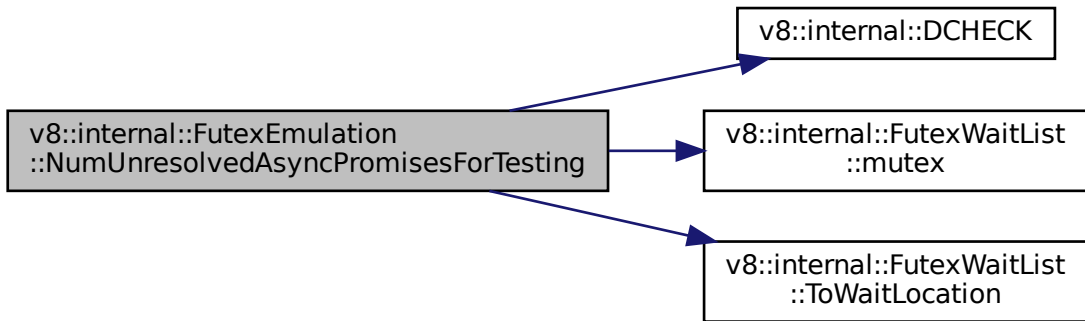 v8::internal::DCHECK
v8::internal::FutexEmulation
::NumUnresolvedAsyncPromisesForTesting
v8::internal::FutexWaitList
::mutex
v8::internal::FutexWaitList
::ToWaitLocation